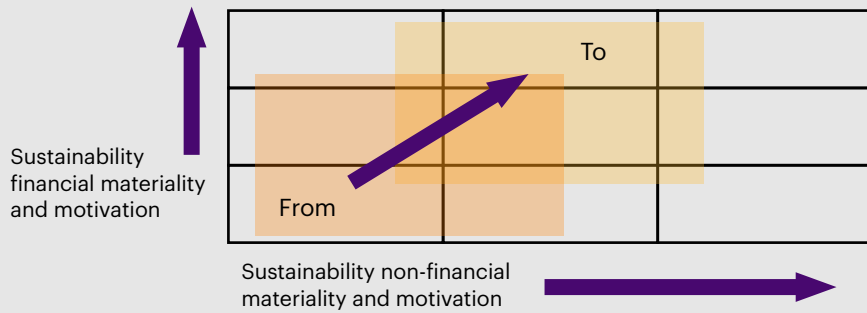 To
Sustainability
financial materiality
and motivation
From
Sustainability non-financial
materiality and motivation